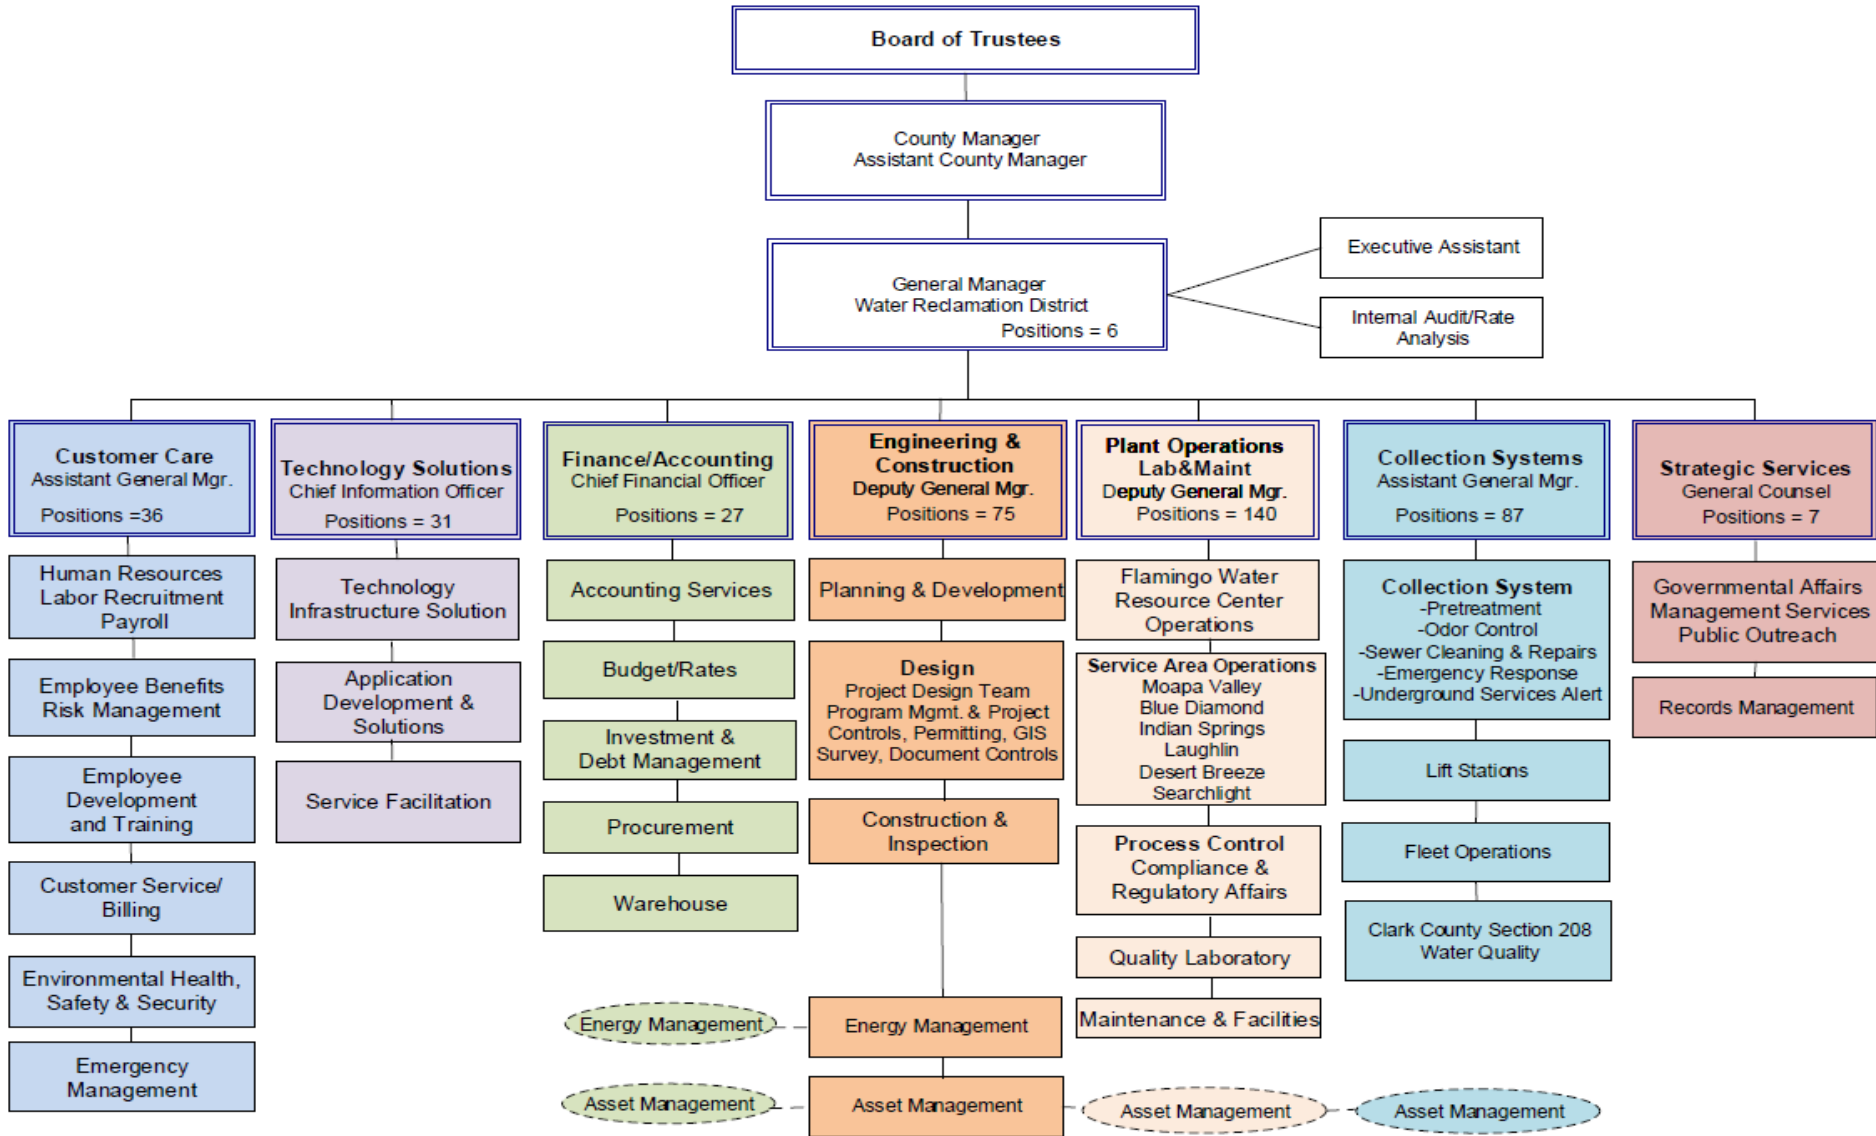 Board of Trustees
County Manager
Assistant County Manager
General Manager
Water Reclamation District
Positions = 6
Executive Assistant
Internal Audit/Rate
Analysis
Customer Care
Assistant General Mgr.
Positions =36
Human Resources
Labor Recruitment
Payroll
Employee Benefits
Risk Management
Employee
Development
and Training
Customer Service/
Billing
Environmental Health,
Safety & Security
Emergency
Management
Technology Solutions
Chief Information Officer
Positions = 31
Technology
Infrastructure Solution
Application
Development &
Solutions
Service Facilitation
Finance/Accounting
Chief Financial Officer
Positions = 27
Accounting Services
Budget/Rates
Investment &
Debt Management
Procurement
Warehouse
Energy Management
Asset Management
Engineering &
Construction
Deputy General Mgr.
Positions = 75
Planning & Development
Design
Project Design Team
Program Mgmt. & Project
Controls, Permitting, GIS
Survey, Document Controls
Construction &
Inspection
Energy Management
Asset Management
Plant Operations
Lab&Maint
Deputy General Mgr.
Positions = 140
Flamingo Water
Resource Center
Operations
Service Area Operations
Moapa Valley
Blue Diamond
Indian Springs
Laughlin
Desert Breeze
Searchlight
Process Control
Compliance &
Regulatory Affairs
Quality Laboratory
Maintenance & Facilities
Asset Management
Collection Systems
Assistant General Mgr.
Positions = 87
Collection System
-Pretreatment
-Odor Control
-Sewer Cleaning & Repairs
-Emergency Response
-Underground Services Alert
Lift Stations
Fleet Operations
Clark County Section 208
Water Quality
Asset Management
Strategic Services
General Counsel
Positions = 7
Governmental Affairs
Management Services
Public Outreach
Records Management